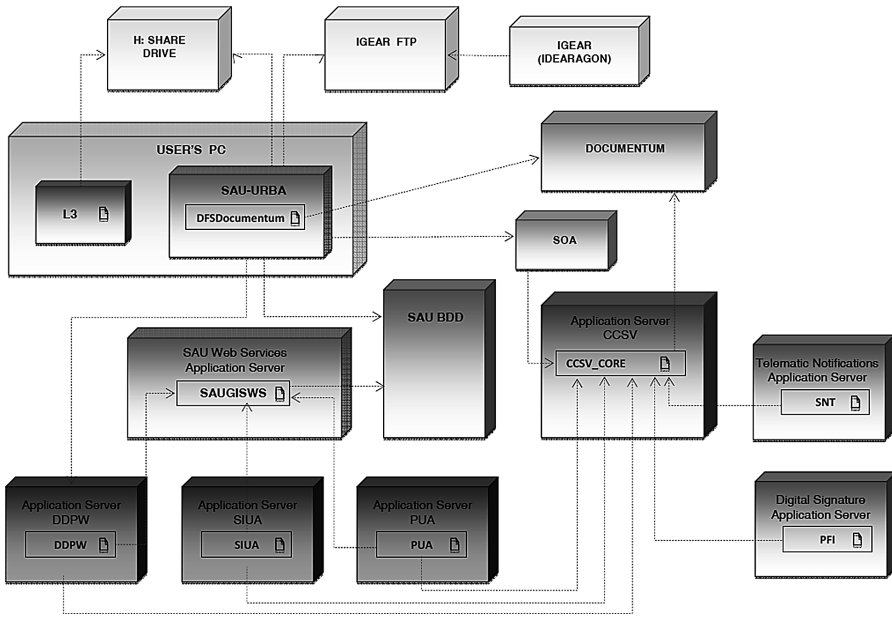 H: SHARE
DRIVE
IGEAR FTP
IGEAR
(IDEARAGON)
USER'S PC
DOCUMENTUM
L3
SAU-URBA
DFSDocumentum
SOA
SAU BDD
Application Server
CCSV
CCSV_CORE
SAU Web Services
Application Server
SAUGISWS
Telematic Notifications
Application Server
SNT
Application Server
DDPW
DDPW
Application Server
SIUA
SIUA
Application Server
PUA
PUA
Digital Signature
Application Server
PFI